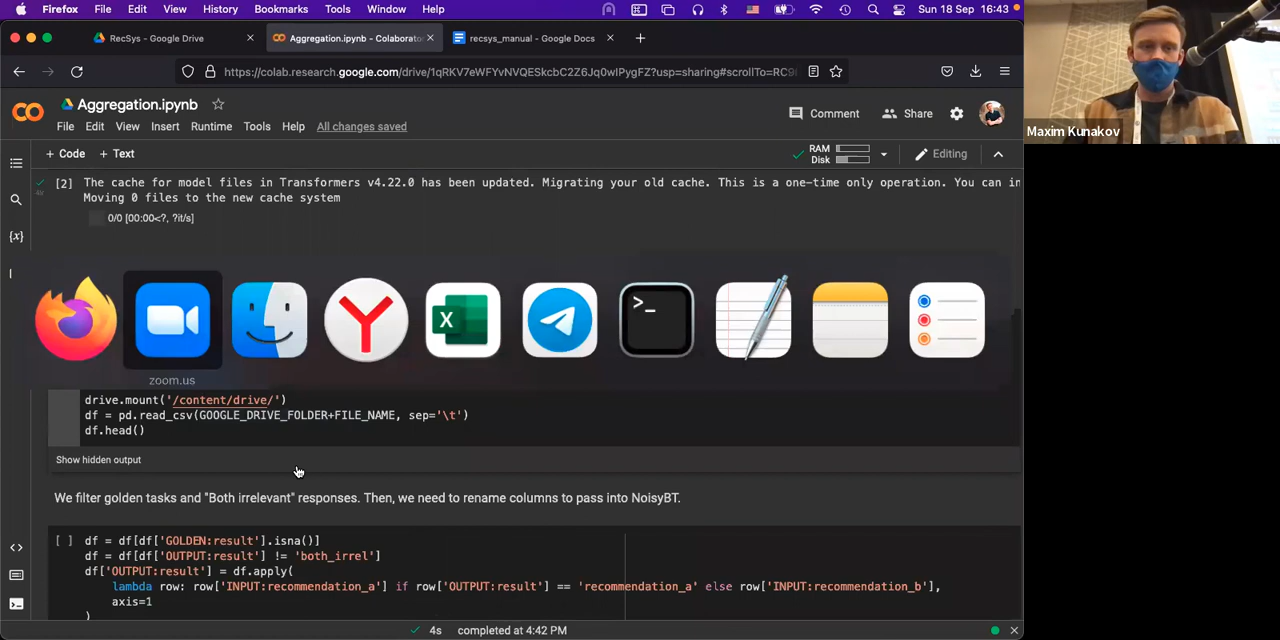 Firefox File Edit View History Bookmarks Tools Window Help Sun 18 Sep 16:43
RecSys - Google Drive
Aggregation.ipynb - Colaborato
recsys_manual - Google Docs
https://colab.research.google.com/drive/1qRKV7eWFYvNVQESkcbC2Z6Jq0wIPygFZ?usp=sharing#scrollTo=RC9
Aggregation.ipynb
Comment Share
File Edit View Insert Runtime Tools Help All changes saved
+ Code + Text
RAM
Disk
Editing
[2] The cache for model files in Transformers v4.22.0 has been updated. Migrating your old cache. This is a one-time only operation. You can in
Moving 0 files to the new cache system
0/0 [00:00<?, ?it/s]
{x}
zoom.us
drive.mount('/content/drive/')
df = pd.read_csv(GOOGLE_DRIVE_FOLDER+FILE_NAME, sep='\t')
df.head()
Show hidden output
We filter golden tasks and "Both irrelevant" responses. Then, we need to rename columns to pass into NoisyBT.
[ ] df = df[df['GOLDEN:result'].isna()]
df = df[df['OUTPUT:result'] != 'both_irrel']
df['OUTPUT:result'] = df.apply(
lambda row: row['INPUT:recommendation_a'] if row['OUTPUT:result'] == 'recommendation_a' else row['INPUT:recommendation_b'],
axis=1
)
4s completed at 4:42 PM
Maxim Kunakov